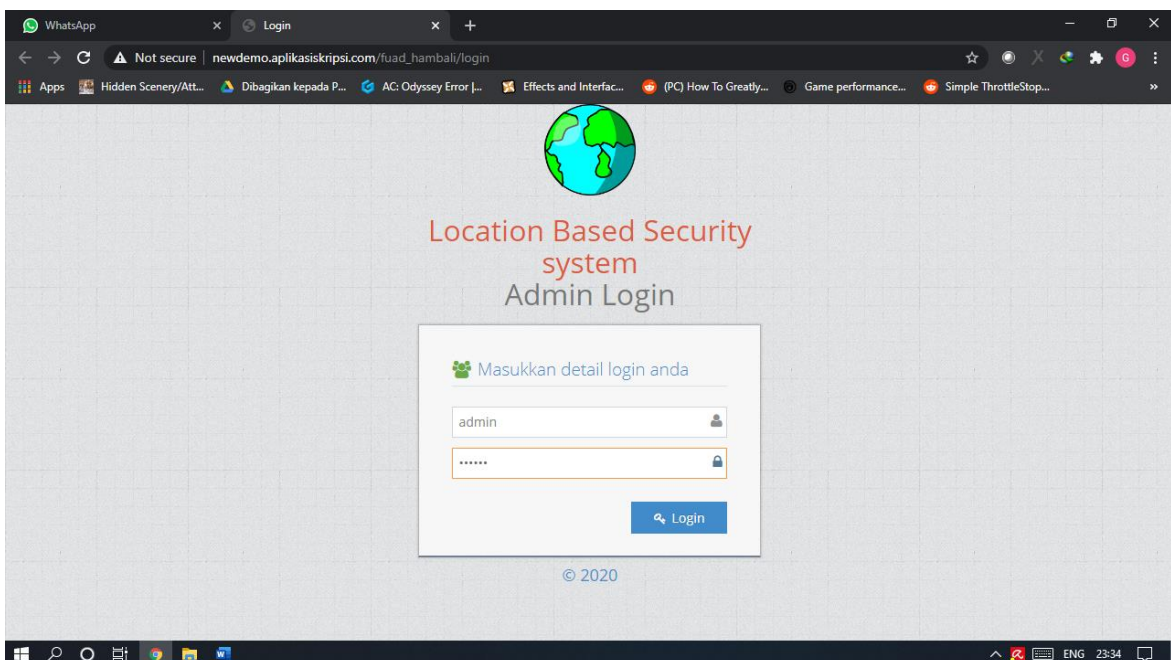 WhatsApp
Login
Not secure | newdemo.aplikasiskripsi.com/fuad_hambali/login
G
Apps
Hidden Scenery/Att...
Dibagikan kepada P...
AC: Odyssey Error |...
Effects and Interfac...
(PC) How To Greatly...
Game performance...
Simple ThrottleStop...
»
Location Based Security
system
Admin Login
Masukkan detail login anda
admin
••••••
Login
© 2020
ENG
23:34